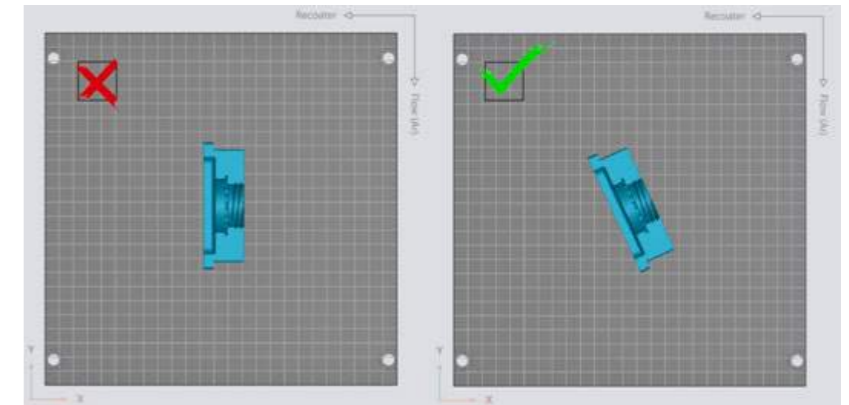 Recoater
Flow (Ar)
Y
X
Recoater
Flow (Ar)
Y
X